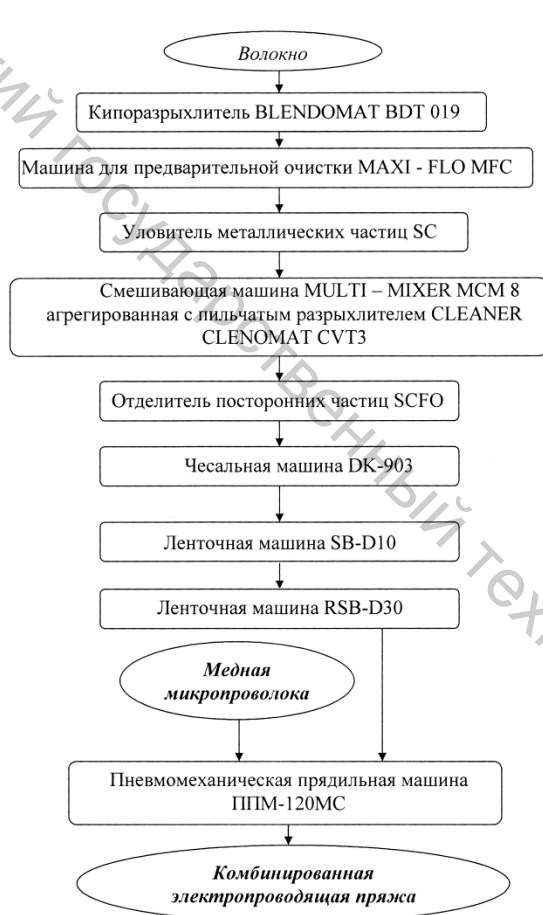 Волокно
Кипоразрыхлитель BLENDOMAT BDT 019
Машина для предварительной очистки MAXI - FLO MFC
Уловитель металлических частиц SC
Смешивающая машина MULTI – MIXER MCM 8
агрегированная с пильчатым разрыхлителем CLEANER
CLENOMAT CVT3
Отделитель посторонних частиц SCFO
Чесальная машина DK-903
Ленточная машина SB-D10
Ленточная машина RSB-D30
Медная
микропроволока
Пневмомеханическая прядильная машина
ППМ-120МС
Комбинированная
электропроводящая пряжа
государственный